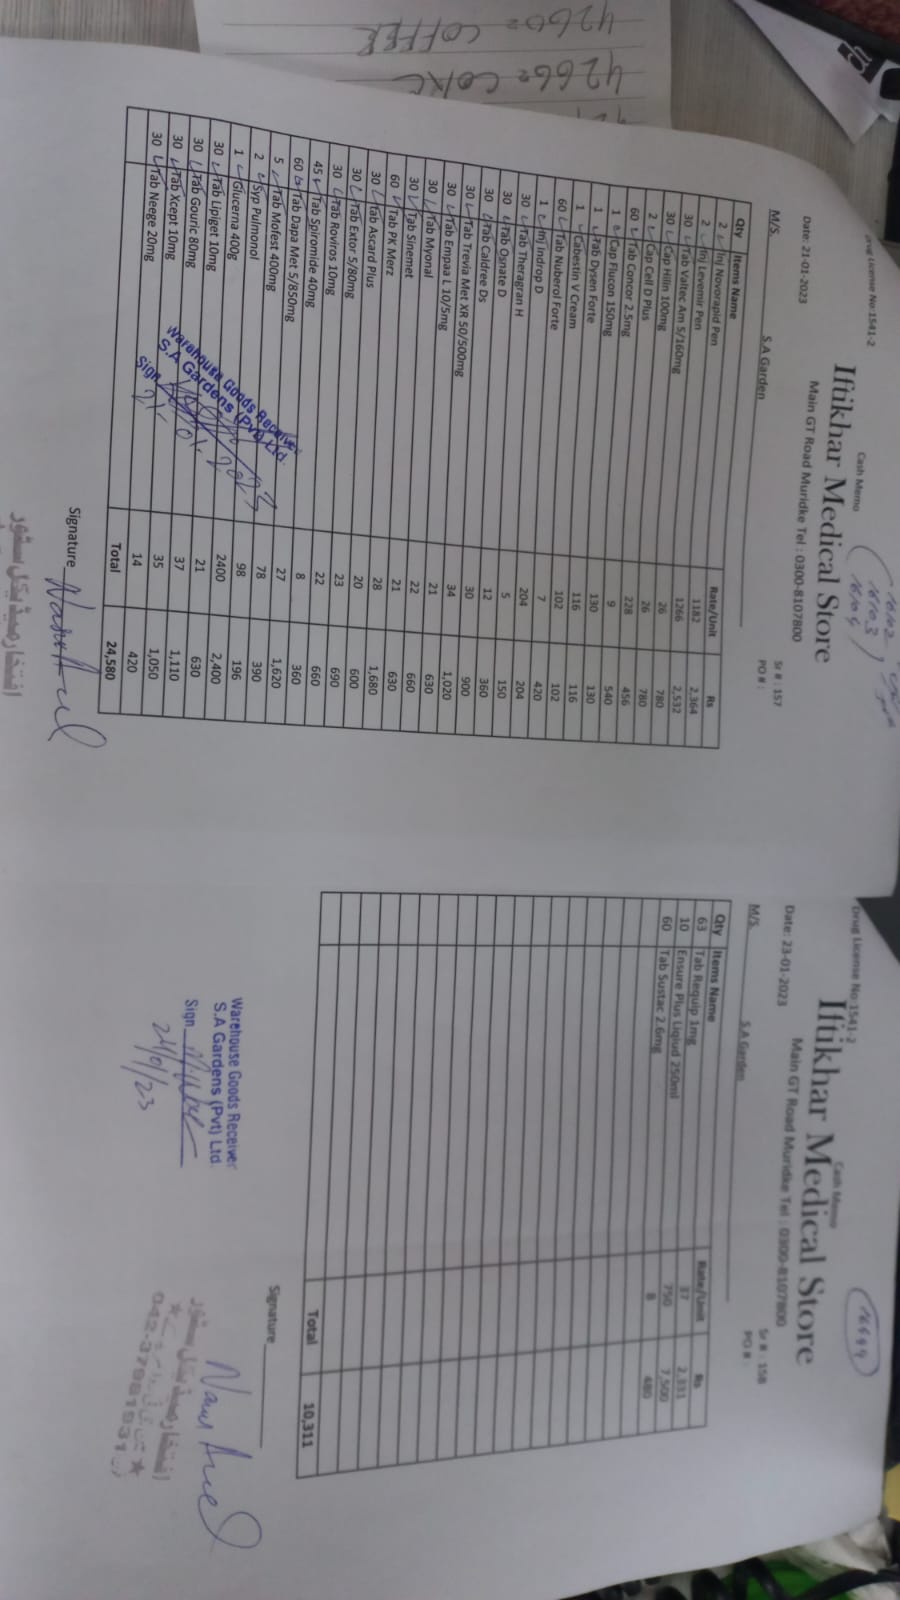 4260= COFFER
4266= COKE
Drug License No:1541-2
Cash Memo
Iftikhar Medical Store
Main GT Road Muridke Tel : 0300-8107800
16102
16103
16104
Date: 21-01-2023
Sr # : 157
M/S. S.A Garden
PO # :
Qty Items Name Rate/Unit Rs
2 Inj Novorapid Pen 1182 2,364
2 Inj Levemir Pen 1266 2,532
30 Tab Valtec Am 5/160mg 26 780
30 Cap Hilin 100mg 26 780
2 Cap Cell D Plus 228 456
60 Tab Concor 2.5mg 9 540
1 Cap Flucon 150mg 130 130
1 Tab Dysen Forte 116 116
1 Cabestin V Cream 102 102
60 Tab Nuberol Forte 7 420
1 Inj Indrop D 204 204
30 Tab Theragran H 5 150
30 Tab Osnate D 12 360
30 Tab Caldree Ds 30 900
30 Tab Trevia Met XR 50/500mg 34 1,020
30 Tab Empaa L 10/5mg 21 630
30 Tab Myonal 22 660
30 Tab Sinemet 21 630
60 Tab PK Merz 28 1,680
30 Tab Ascard Plus 20 600
30 Tab Extor 5/80mg 23 690
30 Tab Roviros 10mg 22 660
45 Tab Spiromide 40mg 8 360
60 Tab Dapa Met 5/850mg 27 1,620
5 Tab Mofest 400mg 78 390
2 Syp Pulmonol 98 196
1 Glucerna 400g 2400 2,400
30 Tab Lipiget 10mg 21 630
30 Tab Gouric 80mg 37 1,110
30 Tab Xcept 10mg 35 1,050
30 Tab Neege 20mg 14 420
Total 24,580
Warehouse Goods Receiver
S.A Gardens (Pvt) Ltd.
Sign
Signature
افتخار میڈیکل سٹور
Drug License No:1541-2
Cash Memo
Iftikhar Medical Store
Main GT Road Muridke Tel : 0300-8107800
Date: 23-01-2023
Sr # : 158
M/S. S.A Garden
PO # :
Qty Items Name Rate/Unit Rs
63 Tab Requip 1mg 37 2,331
10 Ensure Plus Liqiud 250ml 750 7,500
60 Tab Sustac 2.6mg 8 480
Total 10,311
Warehouse Goods Receiver
S.A Gardens (Pvt) Ltd.
Sign
24/01/23
Signature
افتخار میڈیکل سٹور
042-37981931